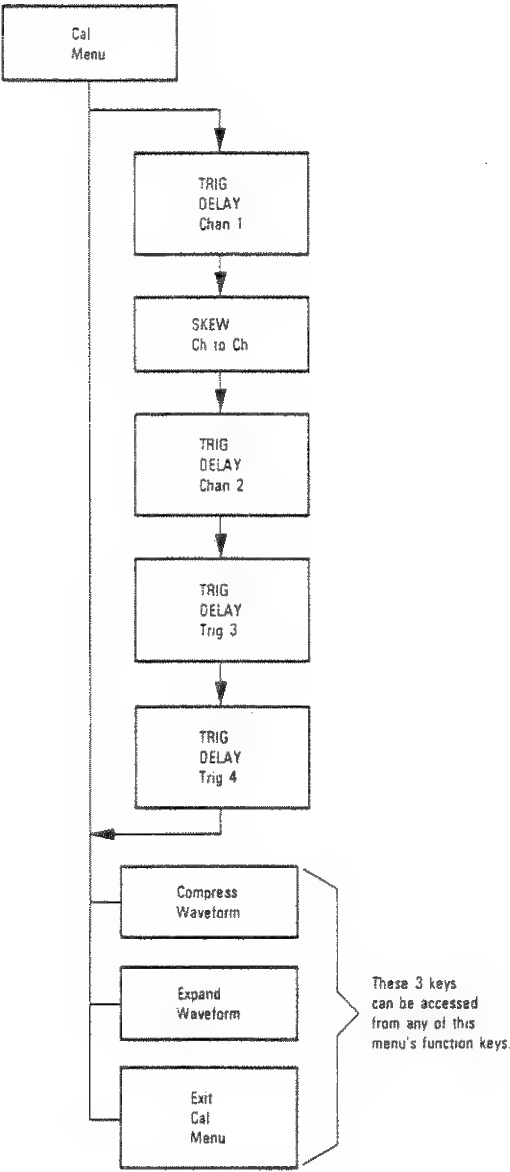 Cal
Menu
TRIG
DELAY
Chan 1
SKEW
Ch to Ch
TRIG
DELAY
Chan 2
TRIG
DELAY
Trig 3
TRIG
DELAY
Trig 4
Compress
Waveform
Expand
Waveform
Exit
Cal
Menu
These 3 keys
can be accessed
from any of this
menu's function keys.